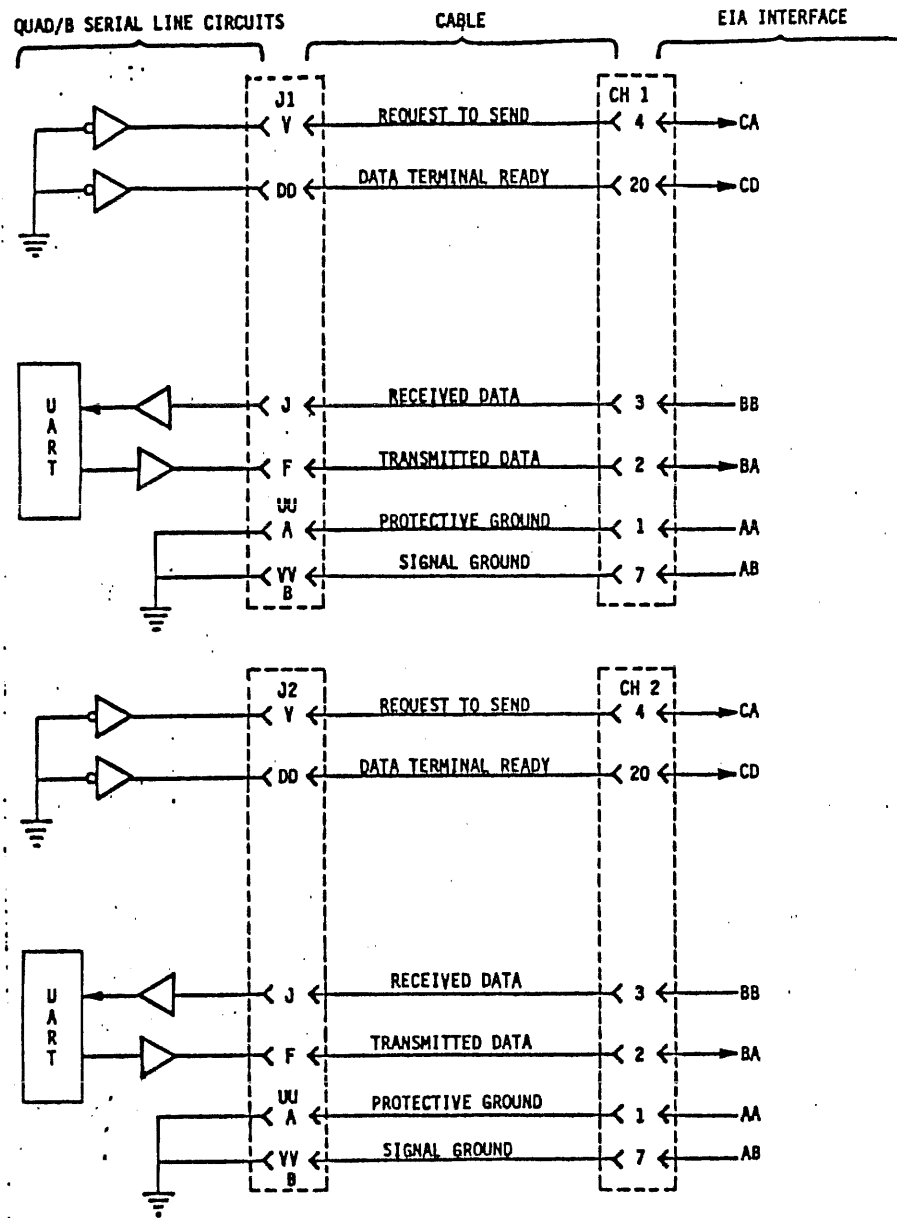 QUAD/B SERIAL LINE CIRCUITS CABLE EIA INTERFACE
J1 CH 1
V REQUEST TO SEND 4 CA
DD DATA TERMINAL READY 20 CD
UART
J RECEIVED DATA 3 BB
F TRANSMITTED DATA 2 BA
UU
A PROTECTIVE GROUND 1 AA
SIGNAL GROUND
VV 7 AB
B
J2 CH 2
V REQUEST TO SEND 4 CA
DD DATA TERMINAL READY 20 CD
UART
J RECEIVED DATA 3 BB
F TRANSMITTED DATA 2 BA
UU
A PROTECTIVE GROUND 1 AA
SIGNAL GROUND
VV 7 AB
B